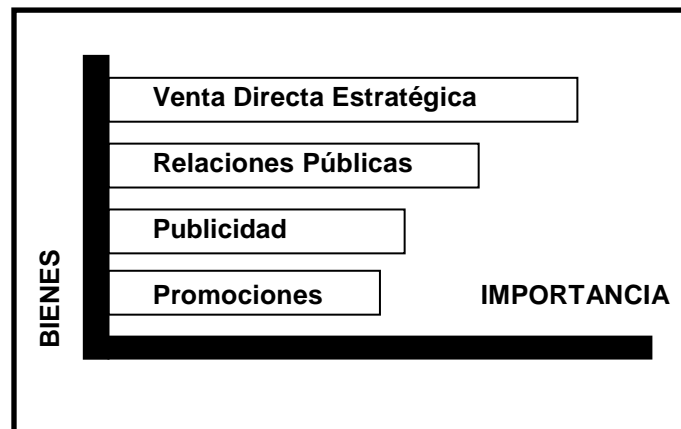 Venta Directa Estratégica
Relaciones Públicas
Publicidad
Promociones
IMPORTANCIA
BIENES